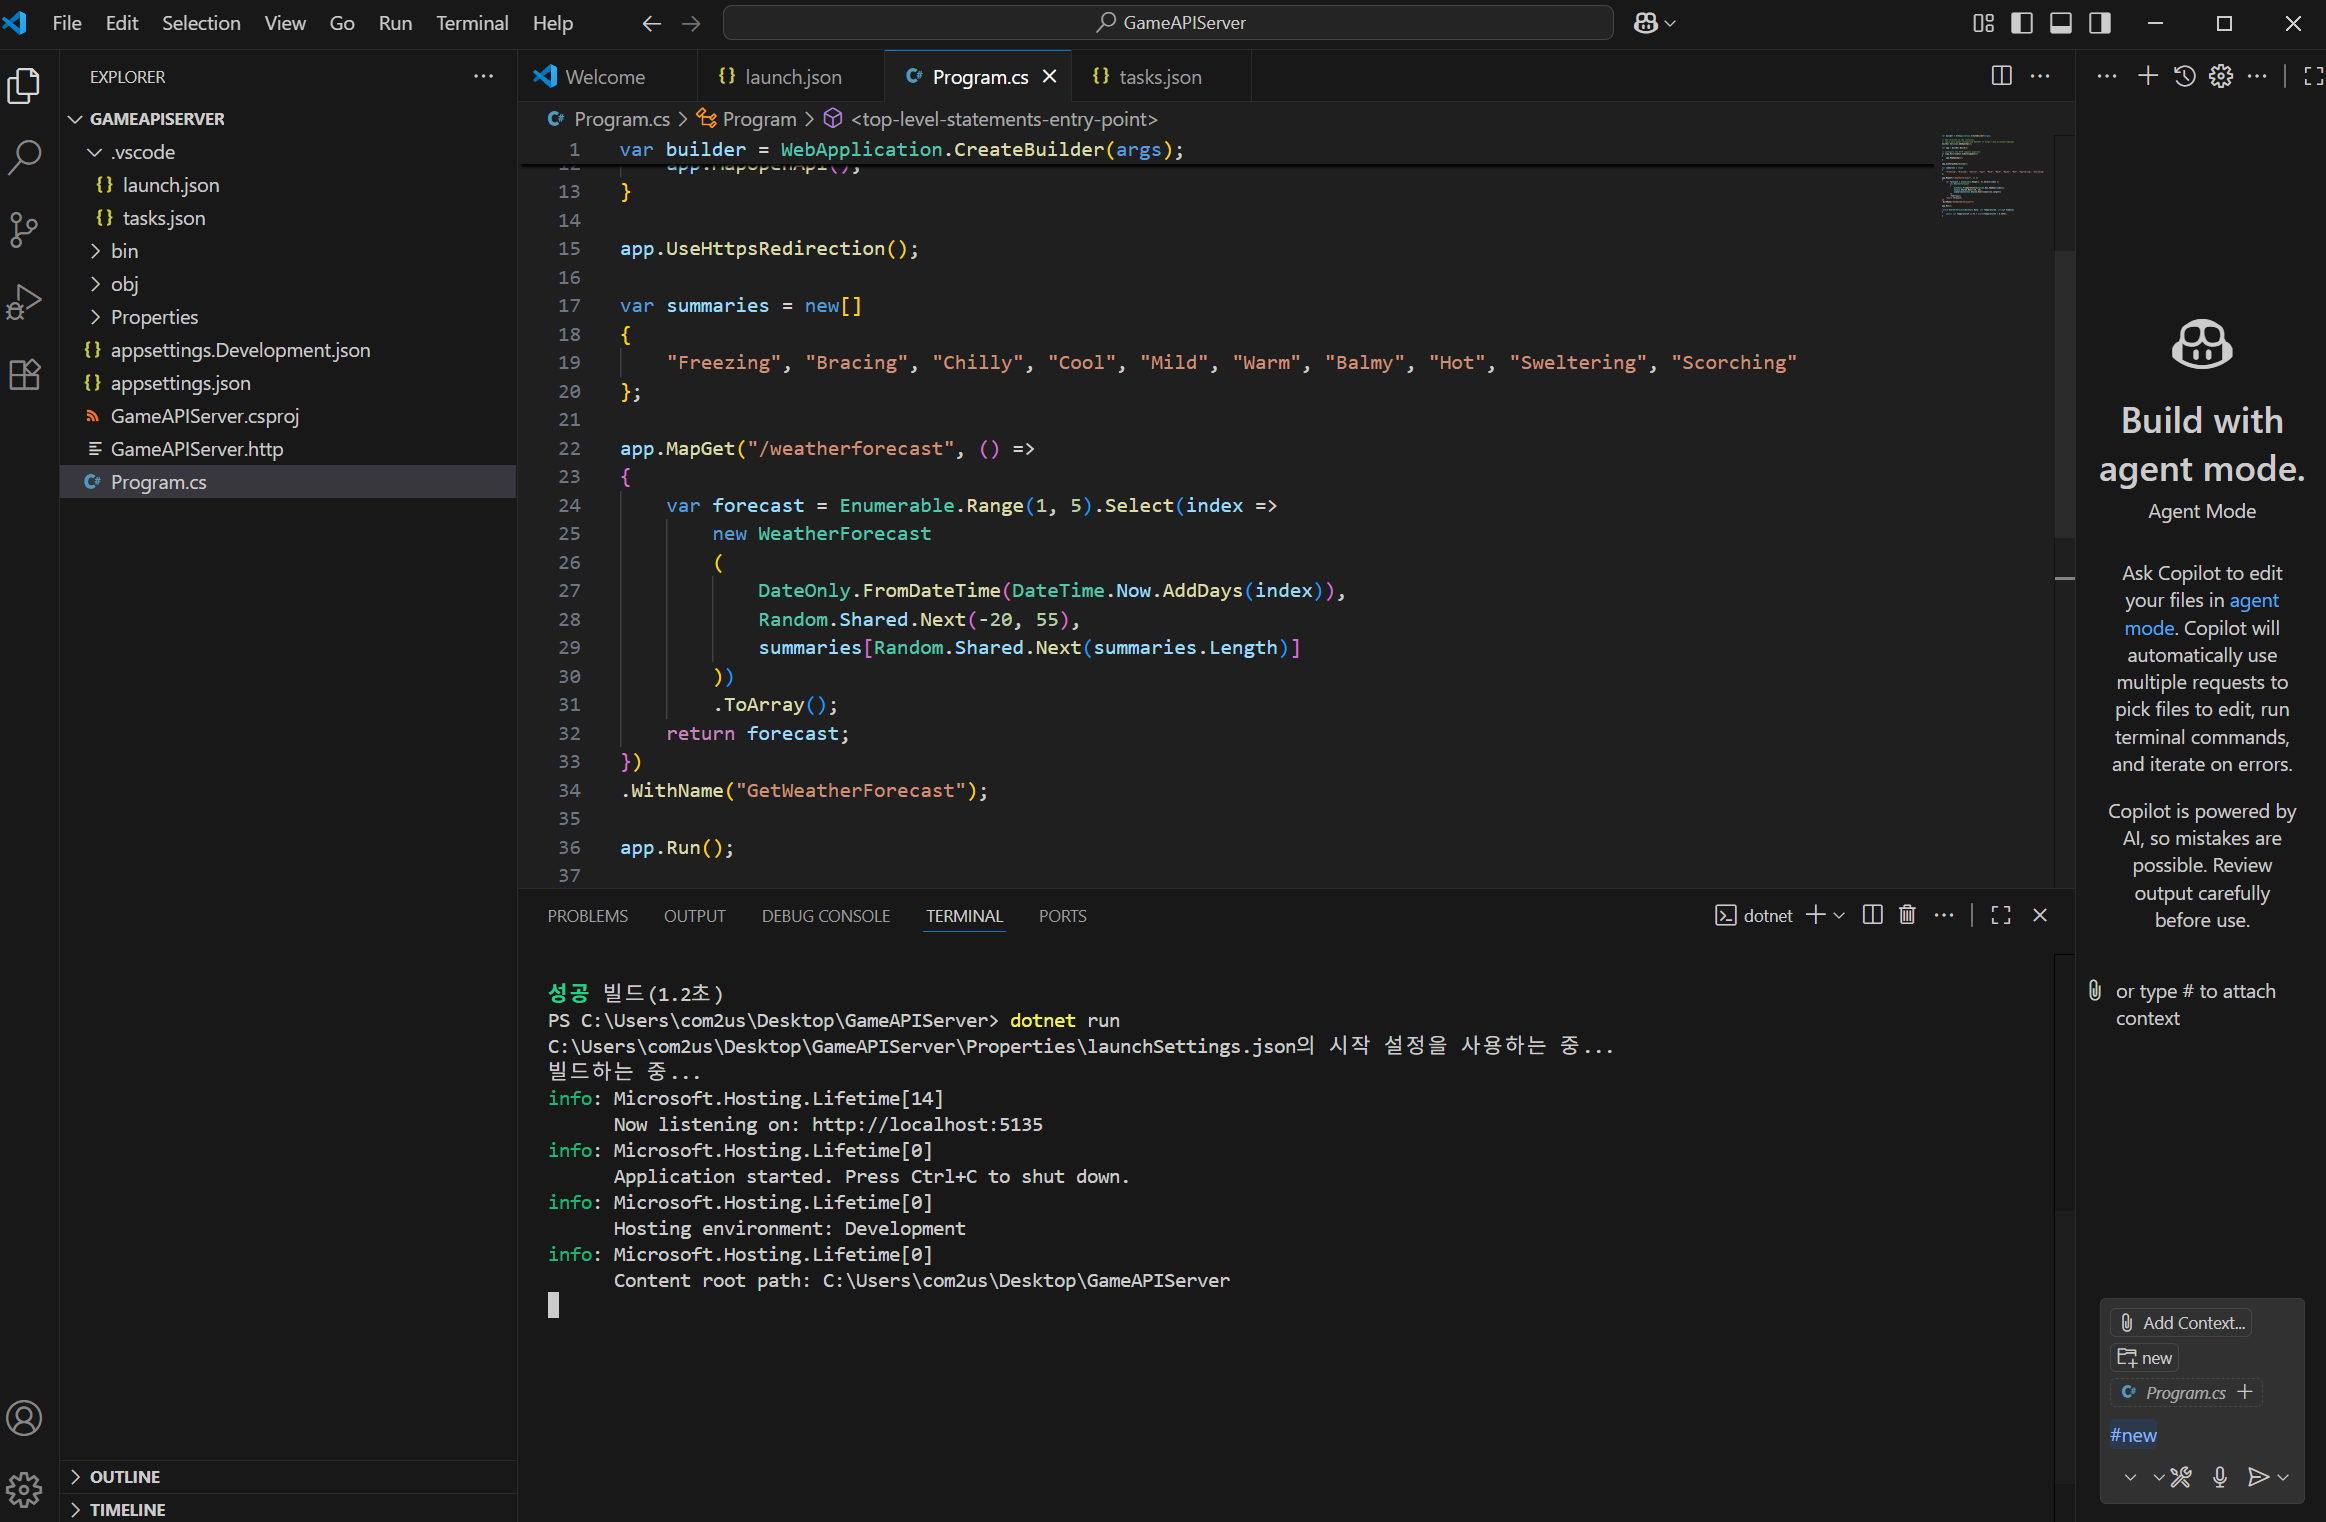 File Edit Selection View Go Run Terminal Help
GameAPIServer
EXPLORER
GAMEAPISERVER
.vscode
{} launch.json
{} tasks.json
bin
obj
Properties
{} appsettings.Development.json
{} appsettings.json
GameAPIServer.csproj
GameAPIServer.http
C# Program.cs
OUTLINE
TIMELINE
Welcome {} launch.json C# Program.cs {} tasks.json
C# Program.cs > Program > <top-level-statements-entry-point>
1 var builder = WebApplication.CreateBuilder(args);
12 app.MapOpenApi();
13 }
14
15 app.UseHttpsRedirection();
16
17 var summaries = new[]
18 {
19 "Freezing", "Bracing", "Chilly", "Cool", "Mild", "Warm", "Balmy", "Hot", "Sweltering", "Scorching"
20 };
21
22 app.MapGet("/weatherforecast", () =>
23 {
24 var forecast = Enumerable.Range(1, 5).Select(index =>
25 new WeatherForecast
26 (
27 DateOnly.FromDateTime(DateTime.Now.AddDays(index)),
28 Random.Shared.Next(-20, 55),
29 summaries[Random.Shared.Next(summaries.Length)]
30 ))
31 .ToArray();
32 return forecast;
33 })
34 .WithName("GetWeatherForecast");
35
36 app.Run();
37
PROBLEMS OUTPUT DEBUG CONSOLE TERMINAL PORTS
dotnet
성공 빌드(1.2초)
PS C:\Users\com2us\Desktop\GameAPIServer> dotnet run
C:\Users\com2us\Desktop\GameAPIServer\Properties\launchSettings.json의 시작 설정을 사용하는 중...
빌드하는 중...
info: Microsoft.Hosting.Lifetime[14]
Now listening on: http://localhost:5135
info: Microsoft.Hosting.Lifetime[0]
Application started. Press Ctrl+C to shut down.
info: Microsoft.Hosting.Lifetime[0]
Hosting environment: Development
info: Microsoft.Hosting.Lifetime[0]
Content root path: C:\Users\com2us\Desktop\GameAPIServer
Build with
agent mode.
Agent Mode
Ask Copilot to edit
your files in agent
mode. Copilot will
automatically use
multiple requests to
pick files to edit, run
terminal commands,
and iterate on errors.
Copilot is powered by
AI, so mistakes are
possible. Review
output carefully
before use.
or type # to attach
context
Add Context...
new
C# Program.cs +
#new